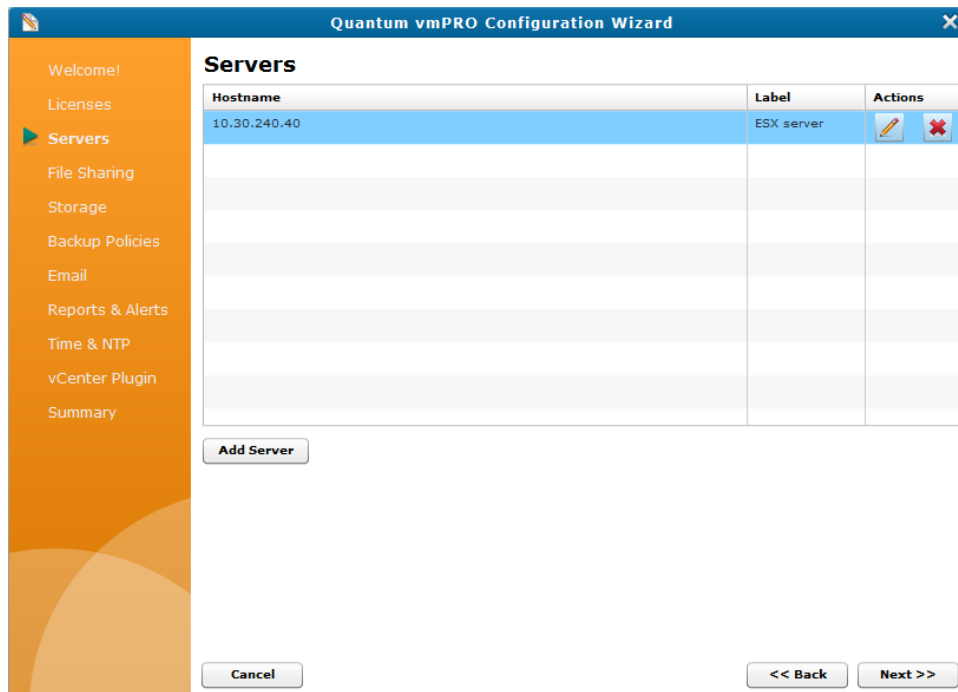 Quantum vmPRO Configuration Wizard
Welcome!
Licenses
Servers
File Sharing
Storage
Backup Policies
Email
Reports & Alerts
Time & NTP
vCenter Plugin
Summary
Servers
Hostname Label Actions
10.30.240.40 ESX server
Add Server
Cancel << Back Next >>